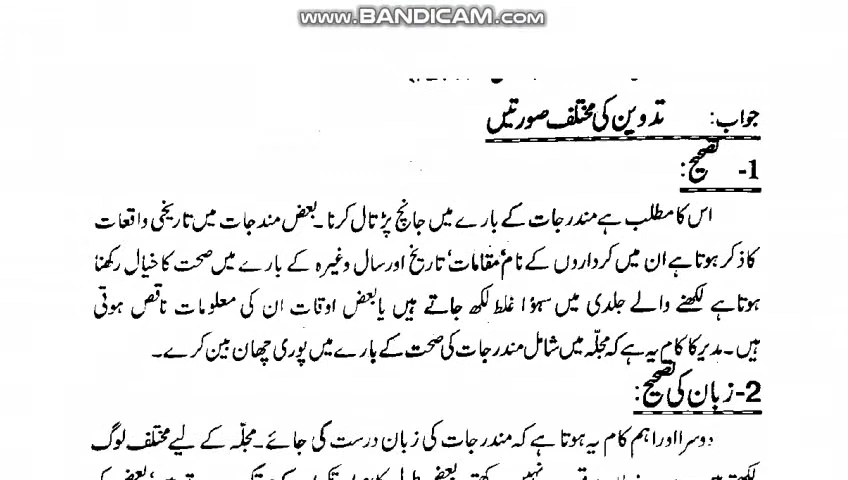 www.BANDICAM.com
جواب: تدوین کی مختلف صورتیں
1- تصحیح:
اس کا مطلب ہے مندرجات کے بارے میں جانچ پڑتال کرنا۔ بعض مندجات میں تاریخی واقعات
کا ذکر ہوتا ہے ان میں کرداروں کے نام، مقامات، تاریخ اور سال وغیرہ کے بارے میں صحت کا خیال رکھنا
ہوتا ہے لکھنے والے جلدی میں سہوًا غلط لکھ جاتے ہیں یا بعض اوقات ان کی معلومات ناقص ہوتی
ہیں۔ مدیر کا کام یہ ہے کہ مجلّہ میں شامل مندرجات کی صحت کے بارے میں پوری چھان بین کرے۔
2- زبان کی تصحیح:
دوسرا اور اہم کام یہ ہوتا ہے کہ مندرجات کی زبان درست کی جائے۔ مجلّہ کے لیے مختلف لوگ